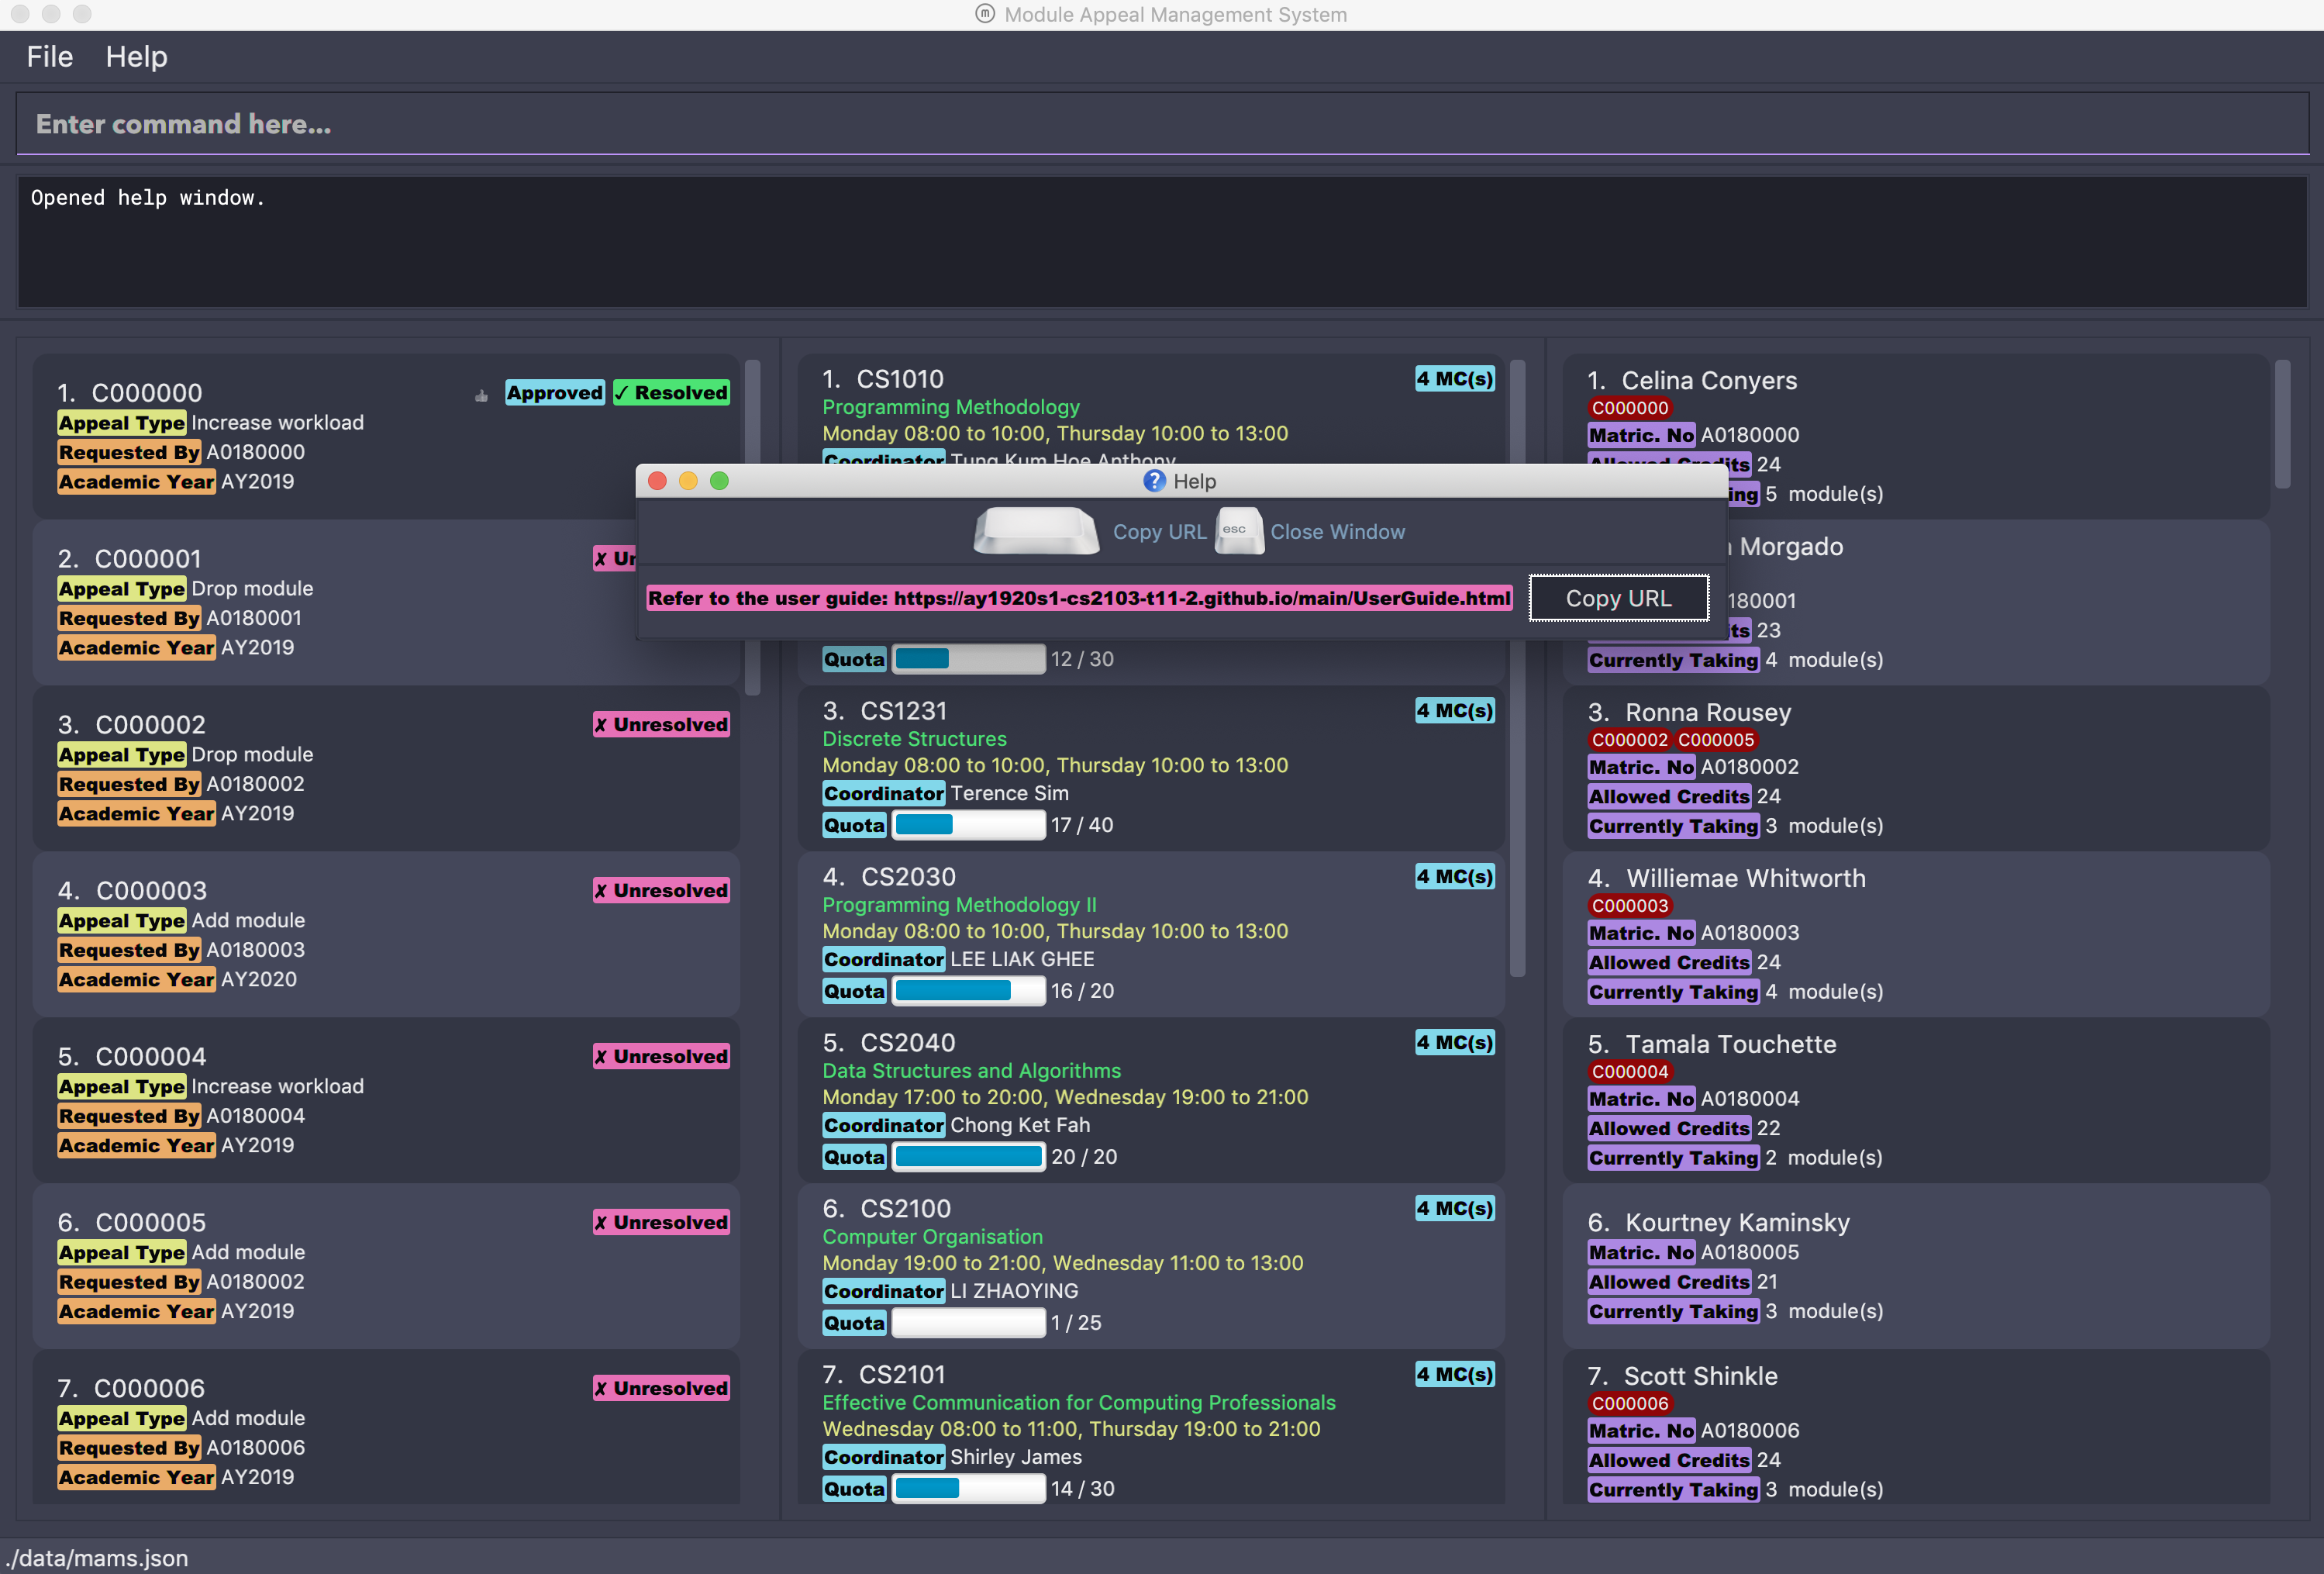 Module Appeal Management System
File Help
Enter command here...
Opened help window.
1. C000000 Approved ✓ Resolved
Appeal Type Increase workload
Requested By A0180000
Academic Year AY2019
2. C000001 ✗
Appeal Type Drop module
Requested By A0180001
Academic Year AY2019
3. C000002 ✗ Unresolved
Appeal Type Drop module
Requested By A0180002
Academic Year AY2019
4. C000003 ✗ Unresolved
Appeal Type Add module
Requested By A0180003
Academic Year AY2020
5. C000004 ✗ Unresolved
Appeal Type Increase workload
Requested By A0180004
Academic Year AY2019
6. C000005 ✗ Unresolved
Appeal Type Add module
Requested By A0180002
Academic Year AY2019
7. C000006 ✗ Unresolved
Appeal Type Add module
Requested By A0180006
Academic Year AY2019
1. CS1010 4 MC(s)
Programming Methodology
Monday 08:00 to 10:00, Thursday 10:00 to 13:00
Coordinator Tung Kum Hoe Anthony
Help
Copy URL esc Close Window
Refer to the user guide: https://ay1920s1-cs2103-t11-2.github.io/main/UserGuide.html Copy URL
Quota 12 / 30
3. CS1231 4 MC(s)
Discrete Structures
Monday 08:00 to 10:00, Thursday 10:00 to 13:00
Coordinator Terence Sim
Quota 17 / 40
4. CS2030 4 MC(s)
Programming Methodology II
Monday 08:00 to 10:00, Thursday 10:00 to 13:00
Coordinator LEE LIAK GHEE
Quota 16 / 20
5. CS2040 4 MC(s)
Data Structures and Algorithms
Monday 17:00 to 20:00, Wednesday 19:00 to 21:00
Coordinator Chong Ket Fah
Quota 20 / 20
6. CS2100 4 MC(s)
Computer Organisation
Monday 19:00 to 21:00, Wednesday 11:00 to 13:00
Coordinator LI ZHAOYING
Quota 1 / 25
7. CS2101 4 MC(s)
Effective Communication for Computing Professionals
Wednesday 08:00 to 11:00, Thursday 19:00 to 21:00
Coordinator Shirley James
Quota 14 / 30
1. Celina Conyers
C000000
Matric. No A0180000
Allowed Credits 24
5 module(s)
Morgado
180001
23
Currently Taking 4 module(s)
3. Ronna Rousey
C000002 C000005
Matric. No A0180002
Allowed Credits 24
Currently Taking 3 module(s)
4. Williemae Whitworth
C000003
Matric. No A0180003
Allowed Credits 24
Currently Taking 4 module(s)
5. Tamala Touchette
C000004
Matric. No A0180004
Allowed Credits 22
Currently Taking 2 module(s)
6. Kourtney Kaminsky
Matric. No A0180005
Allowed Credits 21
Currently Taking 3 module(s)
7. Scott Shinkle
C000006
Matric. No A0180006
Allowed Credits 24
Currently Taking 3 module(s)
./data/mams.json